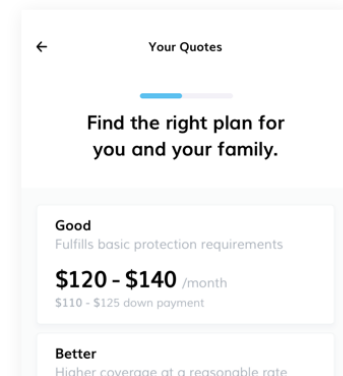 Your Quotes
Find the right plan for
you and your family.
Good
Fulfills basic protection requirements
$120 - $140 /month
$110 - $125 down payment
Better
Higher coverage at a reasonable rate